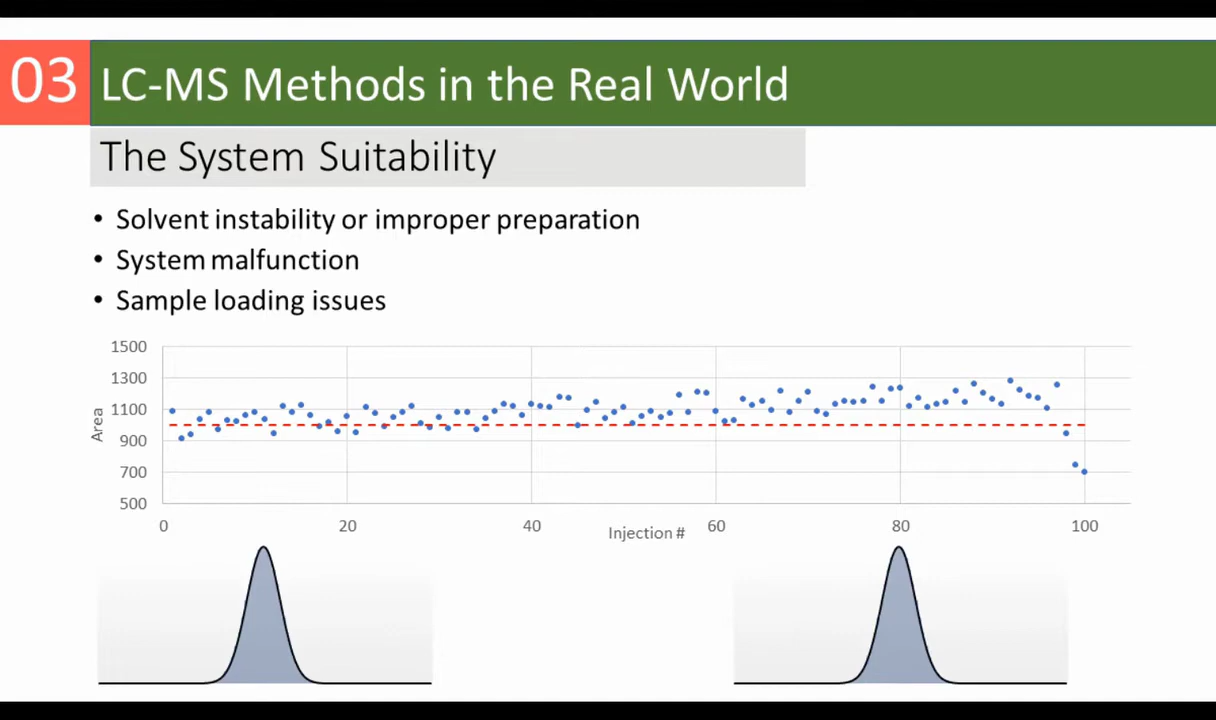 03 LC-MS Methods in the Real World
The System Suitability
• Solvent instability or improper preparation
• System malfunction
• Sample loading issues
1500
1300
1100
900
700
500
Area
0 20 40 60 80 100
Injection #